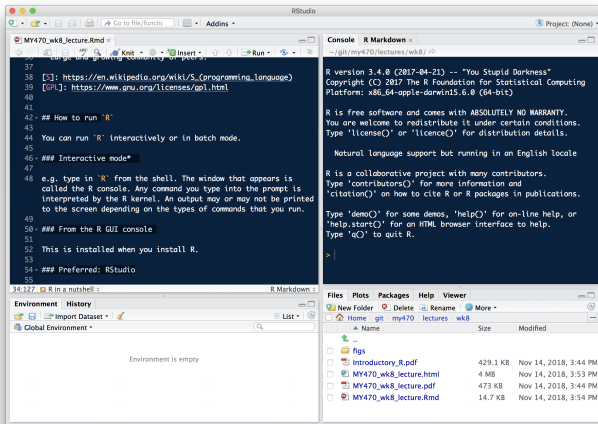 RStudio
Go to file/function
Addins
Project: (None)
MY470_wk8_lecture.Rmd
Knit
Insert
Run
36
37
38 [S]: https://en.wikipedia.org/wiki/S_(programming_language)
39 [GPL]: https://www.gnu.org/licenses/gpl.html
40
41
42 ## How to run `R`
43
44 You can run `R` interactively or in batch mode.
45
46 ### Interactive mode*
47
48 e.g. type in `R` from the shell. The window that appears is
called the R console. Any command you type into the prompt is
interpreted by the R kernel. An output may or may not be printed
to the screen depending on the types of commands that you run.
49
50 ### From the R GUI console
51
52 This is installed when you install R.
53
54 ### Preferred: RStudio
55
34:127 R in a nutshell R Markdown
Environment History
Import Dataset List
Global Environment
Environment is empty
Console R Markdown
~/git/my470/lectures/wk8/
R version 3.4.0 (2017-04-21) -- "You Stupid Darkness"
Copyright (C) 2017 The R Foundation for Statistical Computing
Platform: x86_64-apple-darwin15.6.0 (64-bit)
R is free software and comes with ABSOLUTELY NO WARRANTY.
You are welcome to redistribute it under certain conditions.
Type 'license()' or 'licence()' for distribution details.
Natural language support but running in an English locale
R is a collaborative project with many contributors.
Type 'contributors()' for more information and
'citation()' on how to cite R or R packages in publications.
Type 'demo()' for some demos, 'help()' for on-line help, or
'help.start()' for an HTML browser interface to help.
Type 'q()' to quit R.
>
Files Plots Packages Help Viewer
New Folder Delete Rename More
Home git my470 lectures wk8
Name Size Modified
..
figs
Introductory_R.pdf 429.1 KB Nov 14, 2018, 3:44 PM
MY470_wk8_lecture.html 4 MB Nov 14, 2018, 3:53 PM
MY470_wk8_lecture.pdf 473 KB Nov 14, 2018, 3:44 PM
MY470_wk8_lecture.Rmd 14.7 KB Nov 14, 2018, 3:54 PM